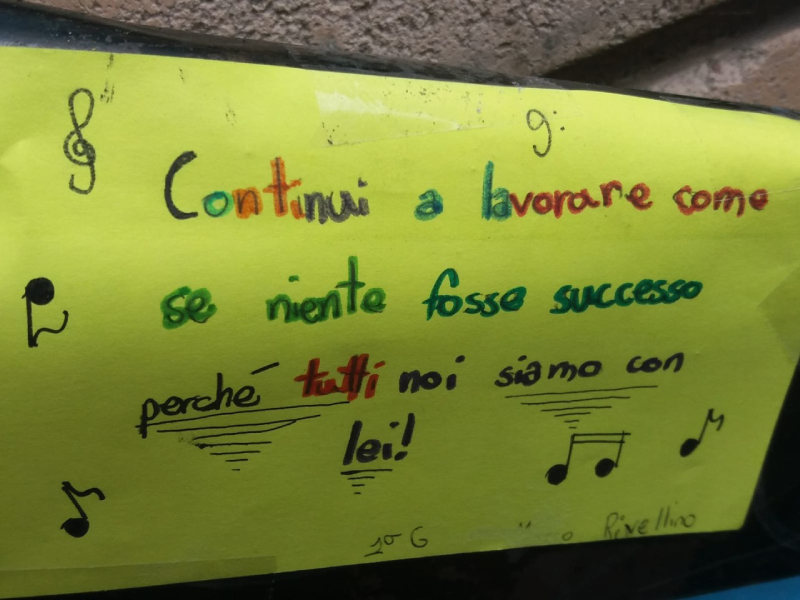 Continui a lavorare come
se niente fosse successo
perché tutti noi siamo con
lei!
1° G
Rivellino